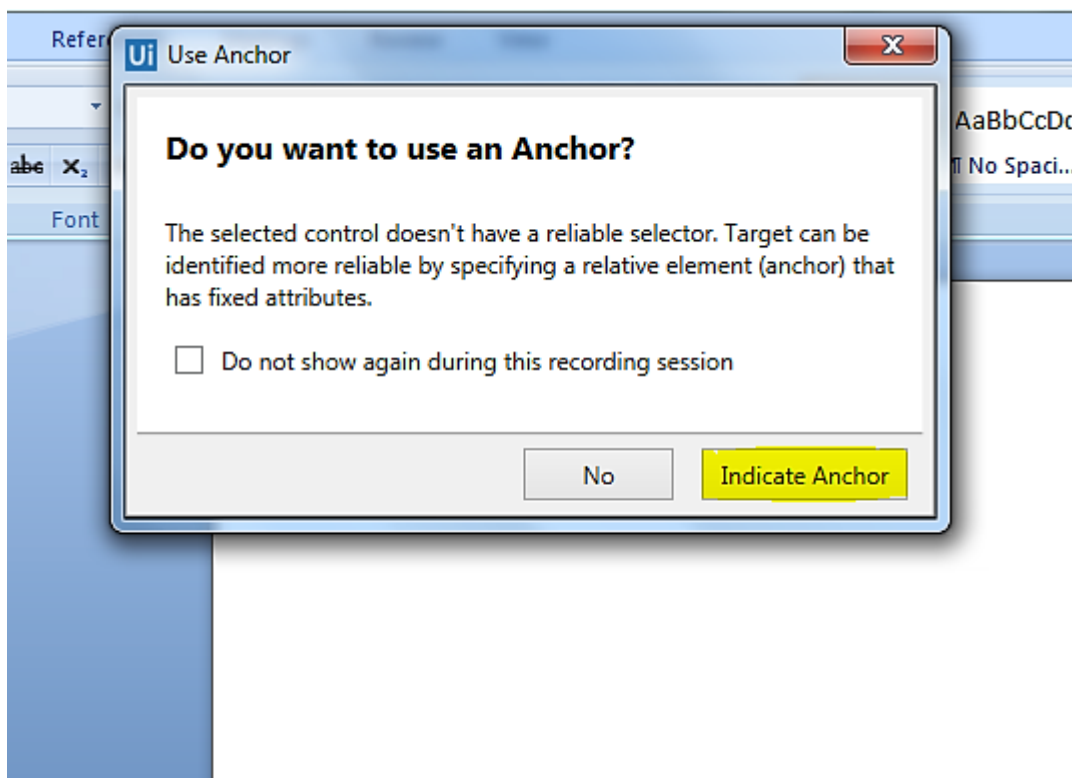 Refer
Ui Use Anchor
AaBbCcDc
Do you want to use an Anchor?
abc X₂
¶ No Spaci...
Font
The selected control doesn't have a reliable selector. Target can be
identified more reliable by specifying a relative element (anchor) that
has fixed attributes.
Do not show again during this recording session
No
Indicate Anchor